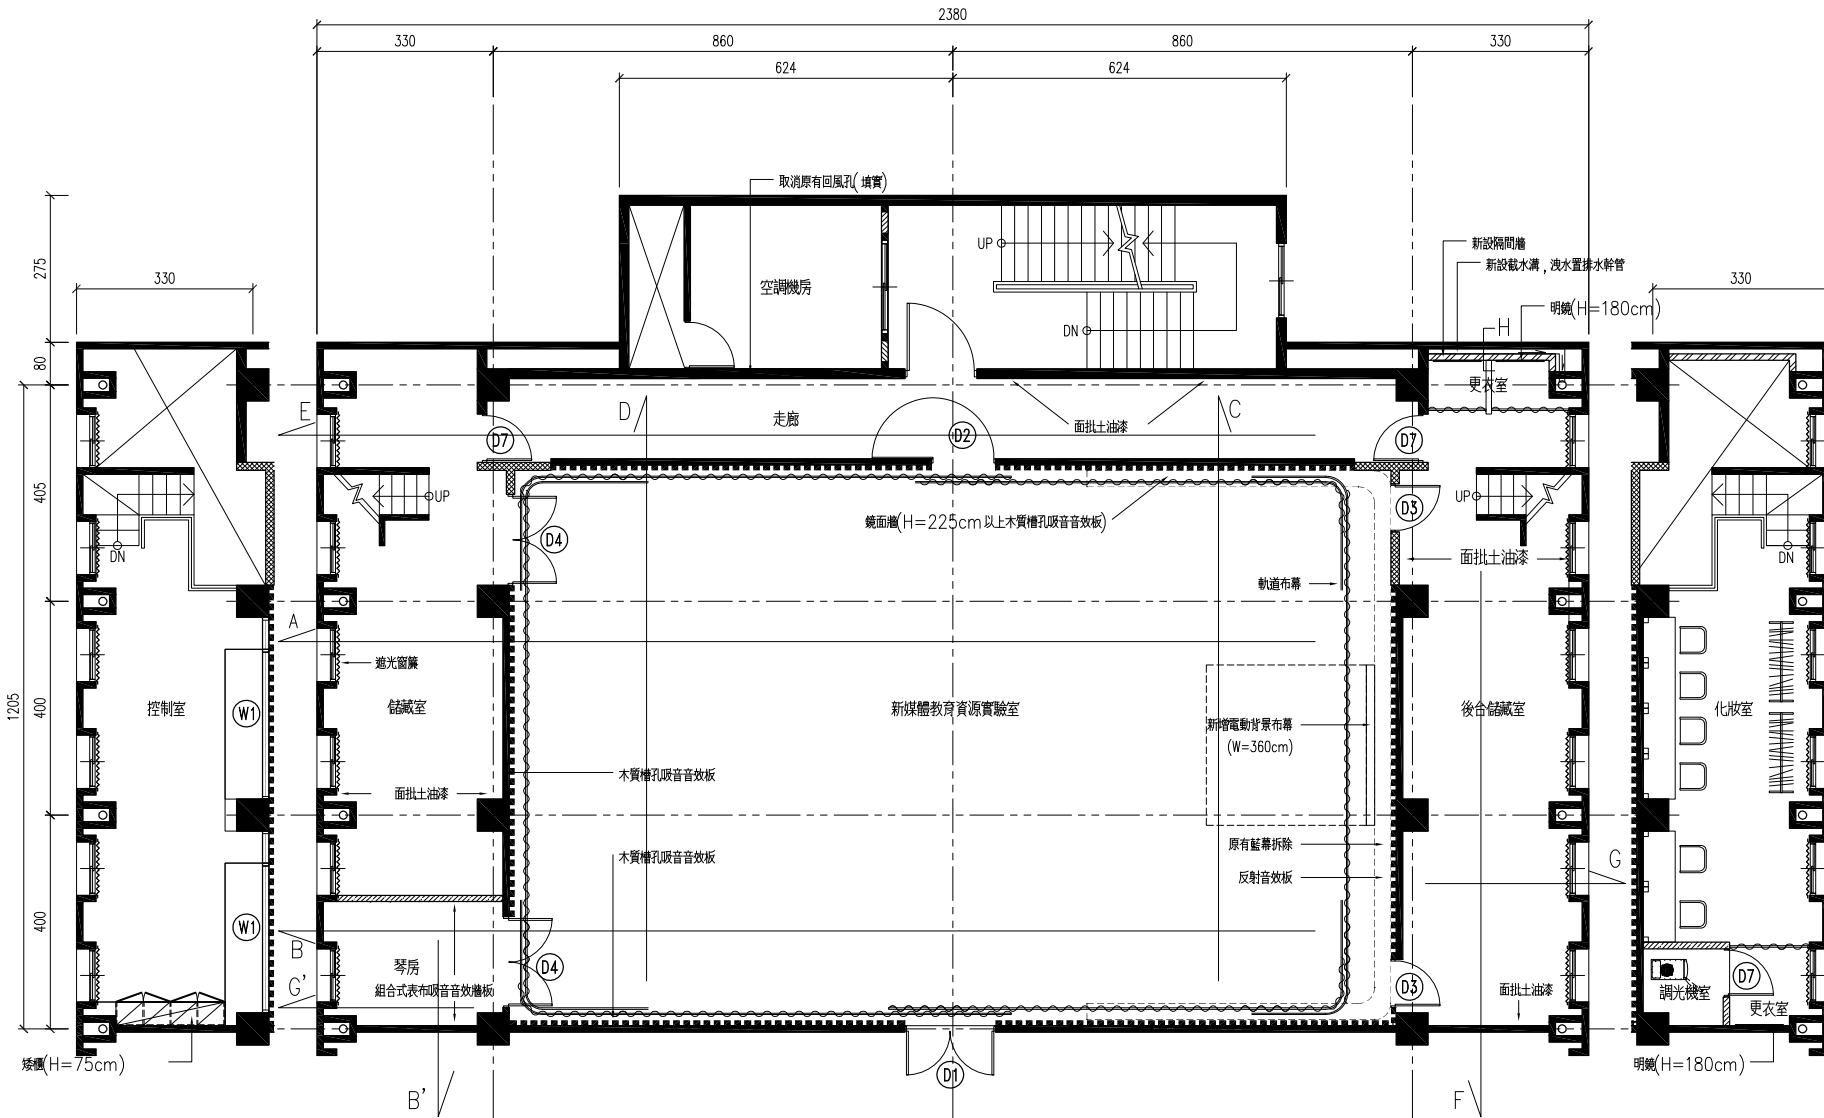 2380
330
860
860
330
624
624
取消原有回風孔(填實)
275
330
UP
空調機房
DN
新設隔間牆
新設截水溝，洩水置排水幹管
330
明鏡(H=180cm)
H
80
更衣室
E
D
走廊
C
面批土油漆
D7
D2
D7
405
UP
UP
鏡面牆(H=225cm以上木質槽孔吸音音效板)
D3
D4
DN
面批土油漆
DN
軌道布幕
A
遮光窗簾
1205
400
控制室
W1
儲藏室
新媒體教育資源實驗室
新增電動背景布幕
(W=360cm)
後台儲藏室
化妝室
木質槽孔吸音音效板
面批土油漆
木質槽孔吸音音效板
原有藍幕拆除
反射音效板
G
400
W1
B
琴房
D4
組合式表布吸音音效牆板
G'
D3
面批土油漆
D7
調光機室
更衣室
矮櫃(H=75cm)
D1
明鏡(H=180cm)
B'
F